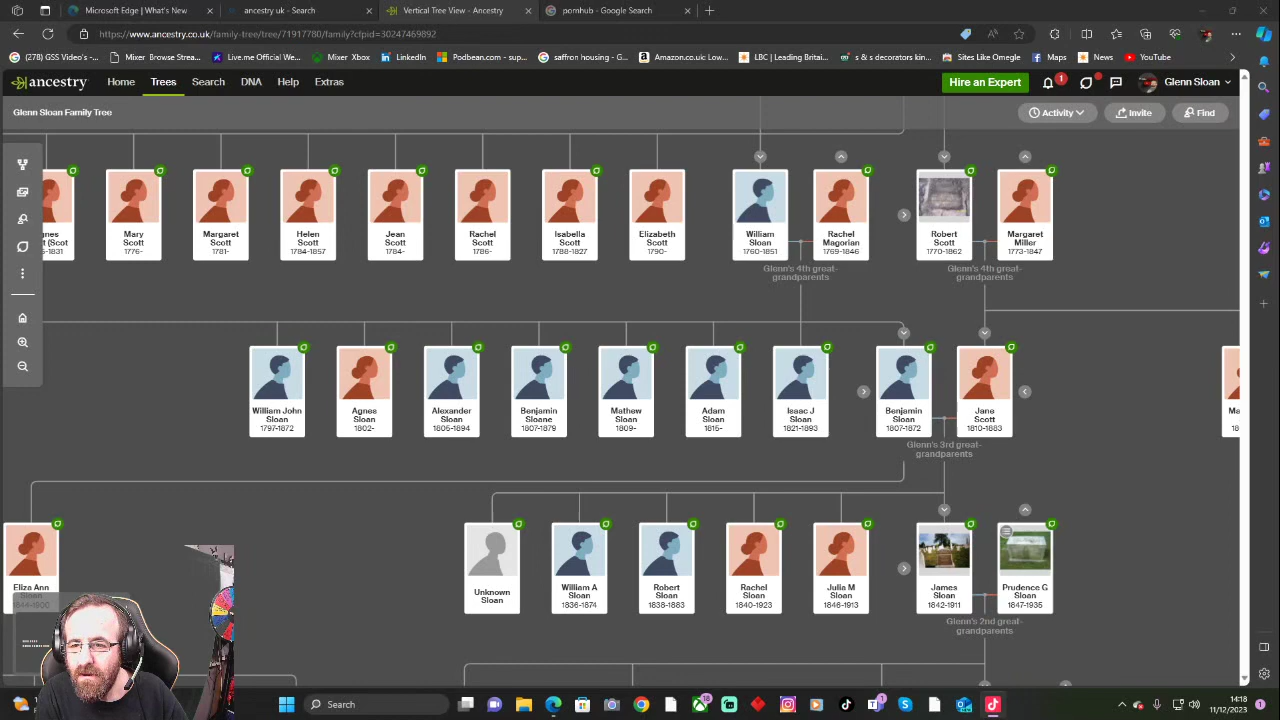 Microsoft Edge | What's New
ancestry uk - Search
Vertical Tree View - Ancestry
pornhub - Google Search
https://www.ancestry.co.uk/family-tree/tree/71917780/family?cfpid=30247469892
(278) GSS Videos - Y...
Mixer Browse Strea...
Live.me Official We...
Mixer Xbox
LinkedIn
Podbean.com - your...
saffron housing - G...
Amazon.co.uk: Low...
LBC | Leading Britai...
s & decorators kin...
Sites Like Omegle
Maps
News
YouTube
ancestry
Home
Trees
Search
DNA
Help
Extras
Hire an Expert
1
Glenn Sloan
Glenn Sloan Family Tree
Activity
Invite
Find
Mary Scott 1776-
Margaret Scott 1781-
Helen Scott 1784-1857
Jean Scott 1784-
Rachel Scott 1786-
Isabella Scott 1788-1827
Elizabeth Scott 1790-
William Sloan 1760-1851
Rachel Magorian 1769-1846
Robert Scott 1770-1862
Margaret Miller 1773-1847
Glenn's 4th great-
grandparents
Glenn's 4th great-
grandparents
William John Sloan 1797-1872
Agnes Sloan 1802-
Alexander Sloan 1805-1894
Benjamin Sloane 1807-1879
Mathew Sloan 1809-
Adam Sloan 1815-
Isaac J Sloan 1821-1893
Benjamin Sloan 1807-1872
Jane Scott 1810-1883
Glenn's 3rd great-
grandparents
Eliza Ann Sloan 1844-1900
Unknown Sloan
William A Sloan 1836-1874
Robert Sloan 1838-1883
Rachel Sloan 1840-1923
Julia M Sloan 1846-1913
James Sloan 1842-1911
Prudence G Sloan 1847-1935
Glenn's 2nd great-
grandparents
Search
18
1
14:18
11/12/2023